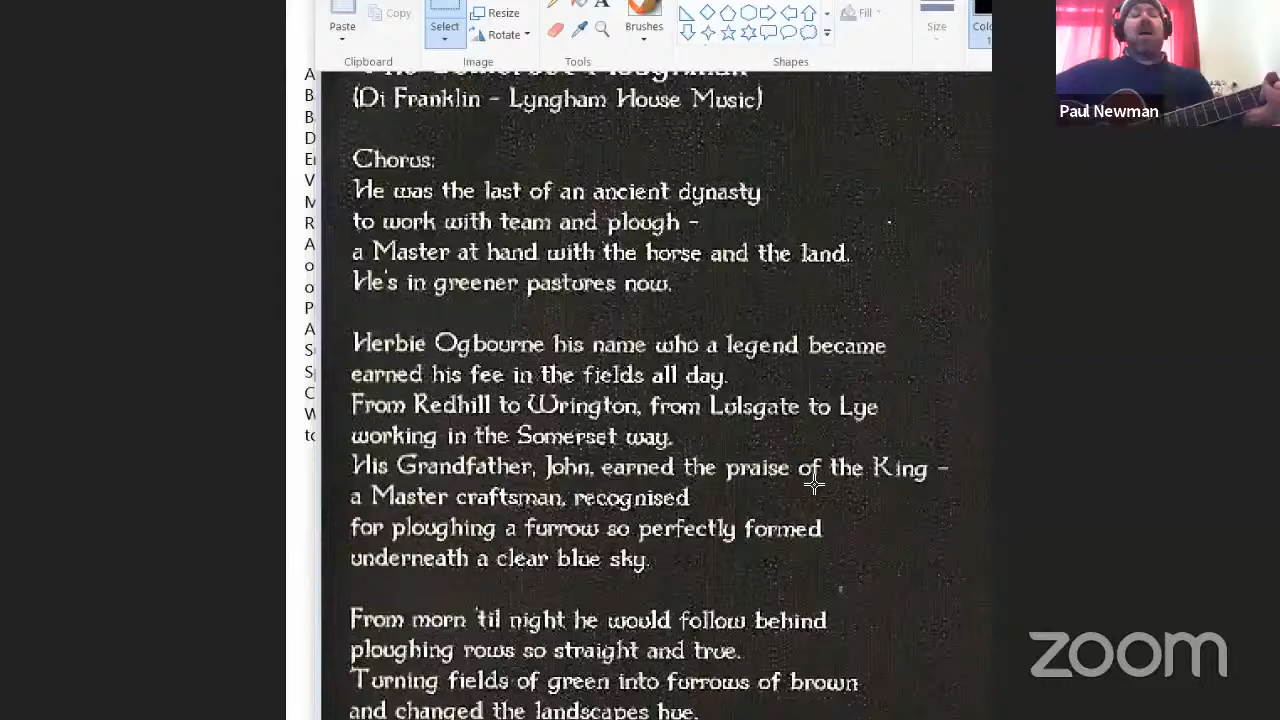 Paste
Copy
Select
Resize
Rotate
Brushes
Fill
Size
Clipboard
Image
Tools
Shapes
Paul Newman
(Di Franklin - Lyngham House Music)
Chorus:
He was the last of an ancient dynasty
to work with team and plough -
a Master at hand with the horse and the land.
He's in greener pastures now.
Herbie Ogbourne his name who a legend became
earned his fee in the fields all day.
From Redhill to Wrington, from Lulsgate to Lye
working in the Somerset way.
His Grandfather, John, earned the praise of the King -
a Master craftsman, recognised
for ploughing a furrow so perfectly formed
underneath a clear blue sky.
From morn 'til night he would follow behind
ploughing rows so straight and true.
Turning fields of green into furrows of brown
and changed the landscapes hue.
zoom